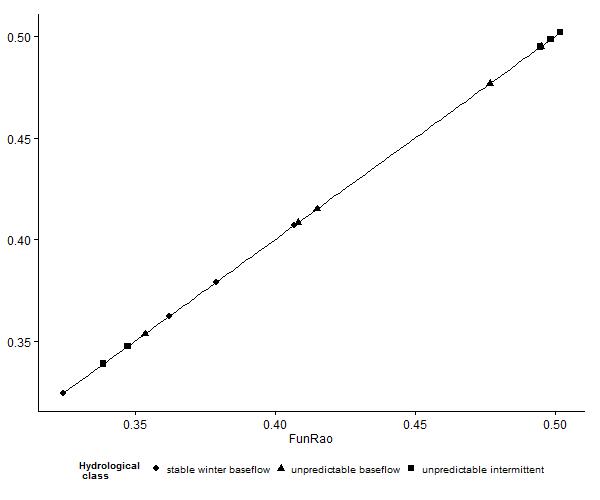 0.50
0.45
0.40
0.35
0.35 0.40 0.45 0.50
FunRao
Hydrological
class
stable winter baseflow unpredictable baseflow unpredictable intermittent